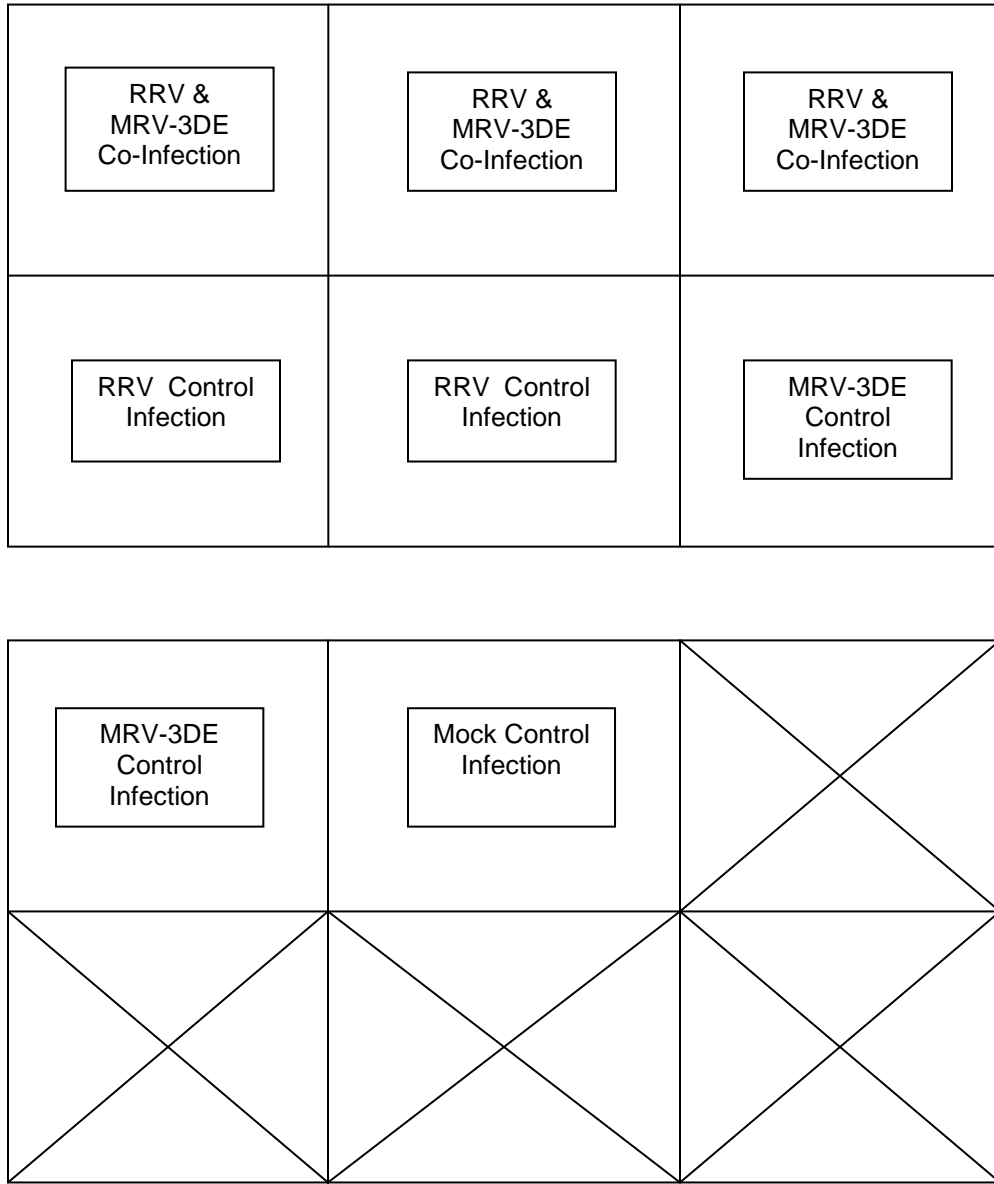 RRV &
MRV-3DE
Co-Infection
RRV &
MRV-3DE
Co-Infection
RRV &
MRV-3DE
Co-Infection
RRV Control
Infection
RRV Control
Infection
MRV-3DE
Control
Infection
MRV-3DE
Control
Infection
Mock Control
Infection